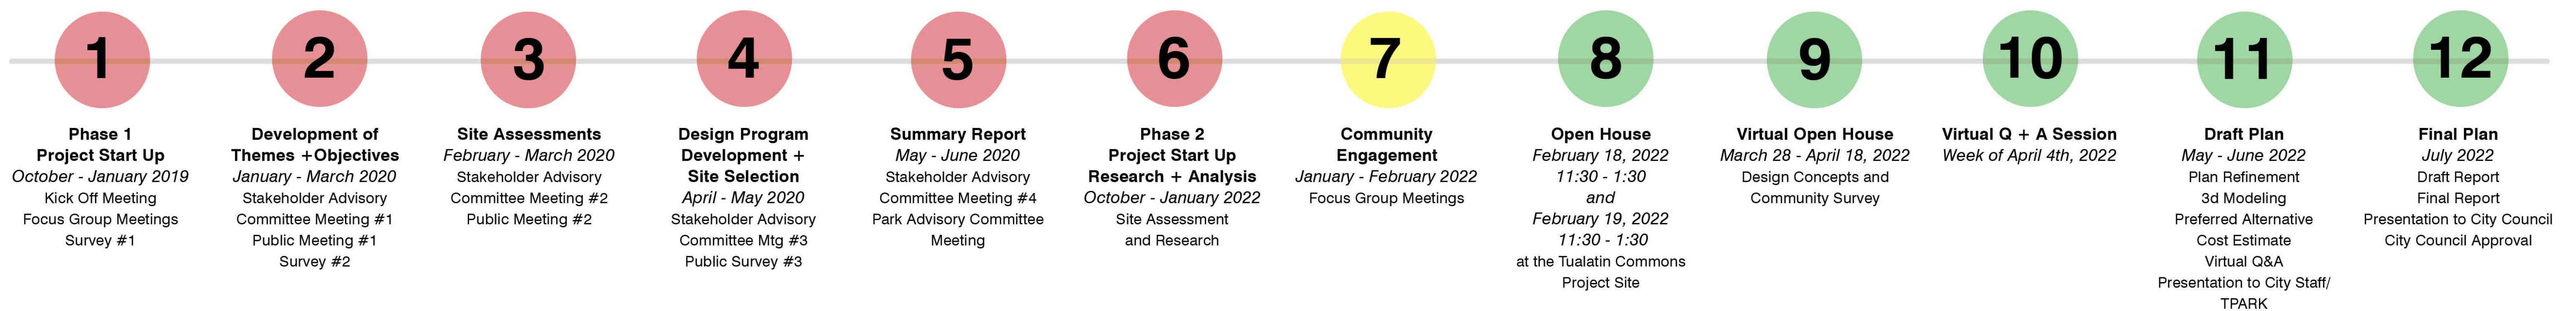 1
Phase 1
Project Start Up
October - January 2019
Kick Off Meeting
Focus Group Meetings
Survey #1
2
Development of
Themes +Objectives
January - March 2020
Stakeholder Advisory
Committee Meeting #1
Public Meeting #1
Survey #2
3
Site Assessments
February - March 2020
Stakeholder Advisory
Committee Meeting #2
Public Meeting #2
4
Design Program
Development +
Site Selection
April - May 2020
Stakeholder Advisory
Committee Mtg #3
Public Survey #3
5
Summary Report
May - June 2020
Stakeholder Advisory
Committee Meeting #4
Park Advisory Committee
Meeting
6
Phase 2
Project Start Up
Research + Analysis
October - January 2022
Site Assessment
and Research
7
Community
Engagement
January - February 2022
Focus Group Meetings
8
Open House
February 18, 2022
11:30 - 1:30
and
February 19, 2022
11:30 - 1:30
at the Tualatin Commons
Project Site
9
Virtual Open House
March 28 - April 18, 2022
Design Concepts and
Community Survey
10
Virtual Q + A Session
Week of April 4th, 2022
11
Draft Plan
May - June 2022
Plan Refinement
3d Modeling
Preferred Alternative
Cost Estimate
Virtual Q&A
Presentation to City Staff/
TPARK
12
Final Plan
July 2022
Draft Report
Final Report
Presentation to City Council
City Council Approval